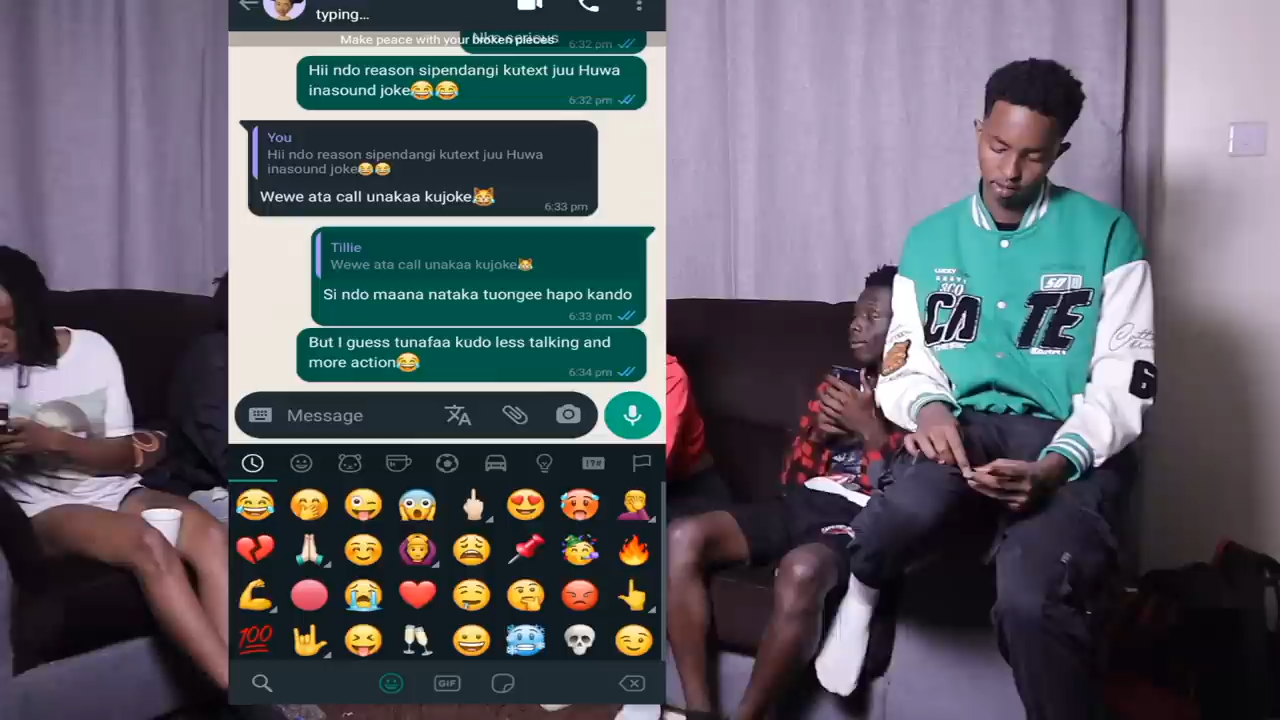 typing...
Make peace with your broken pieces
6:32 pm
Hii ndo reason sipendangi kutext juu Huwa
inasound joke😂😂
6:32 pm
You
Hii ndo reason sipendangi kutext juu Huwa
inasound joke😂😂
Wewe ata call unakaa kujoke😹
6:33 pm
Tillie
Wewe ata call unakaa kujoke😹
Si ndo maana nataka tuongee hapo kando
6:33 pm
But I guess tunafaa kudo less talking and
more action😂
6:34 pm
Message
GIF
CA TE
6